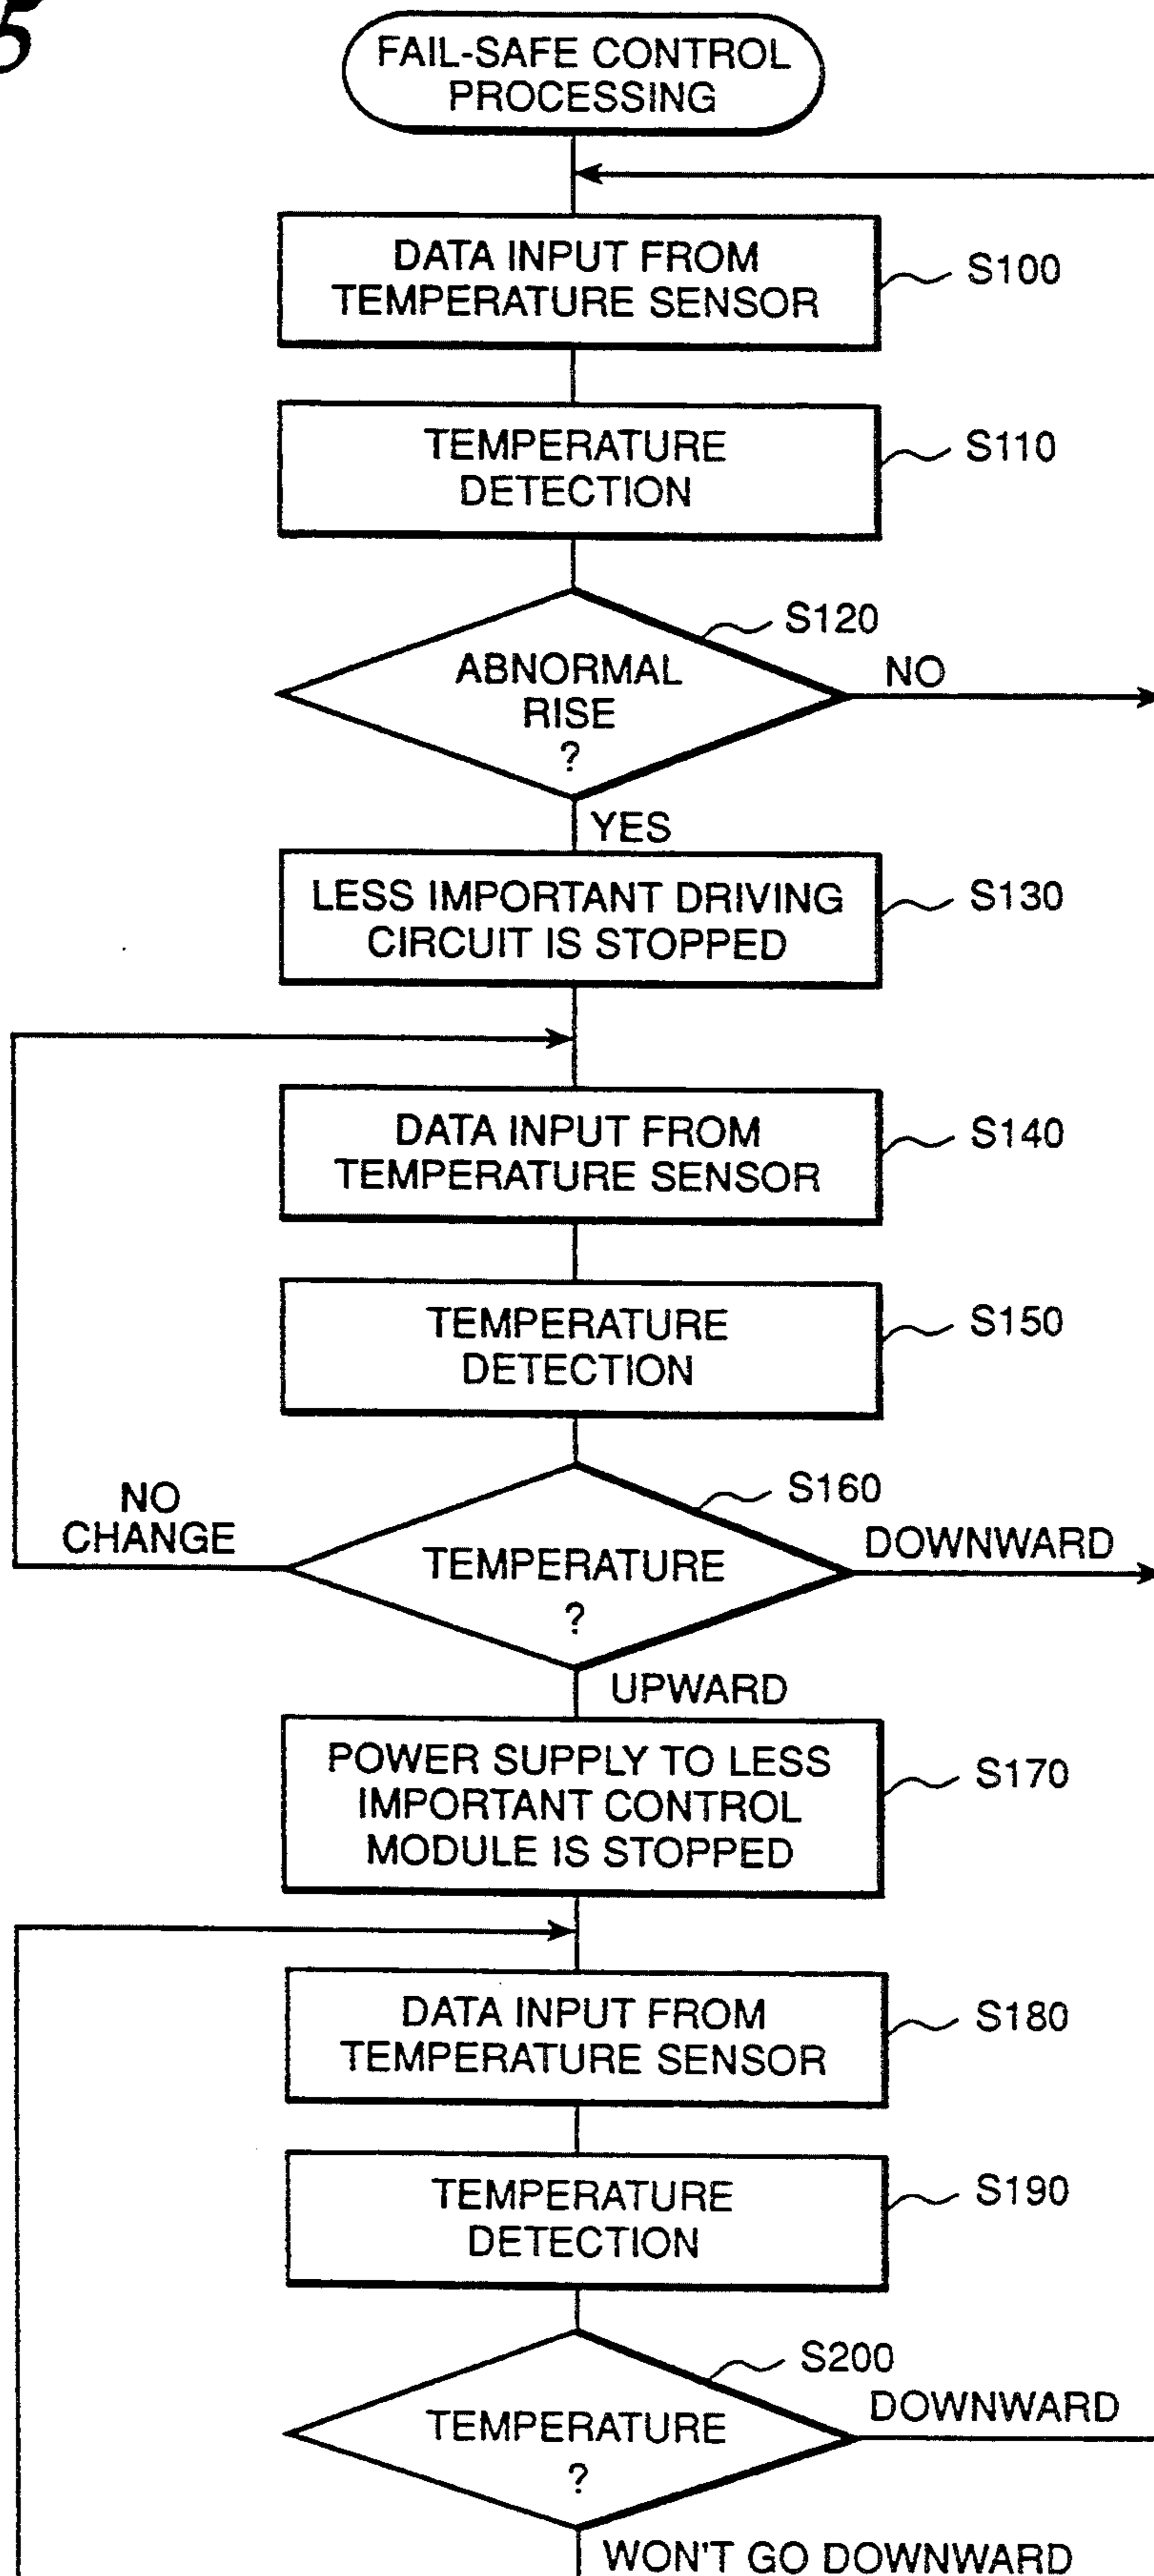 5
FAIL-SAFE CONTROL
PROCESSING
DATA INPUT FROM
TEMPERATURE SENSOR
S100
TEMPERATURE
DETECTION
S110
S120
ABNORMAL
RISE
?
NO
YES
LESS IMPORTANT DRIVING
CIRCUIT IS STOPPED
S130
DATA INPUT FROM
TEMPERATURE SENSOR
S140
TEMPERATURE
DETECTION
S150
NO
CHANGE
S160
TEMPERATURE
?
DOWNWARD
UPWARD
POWER SUPPLY TO LESS
IMPORTANT CONTROL
MODULE IS STOPPED
S170
DATA INPUT FROM
TEMPERATURE SENSOR
S180
TEMPERATURE
DETECTION
S190
S200
TEMPERATURE
?
DOWNWARD
WON'T GO DOWNWARD